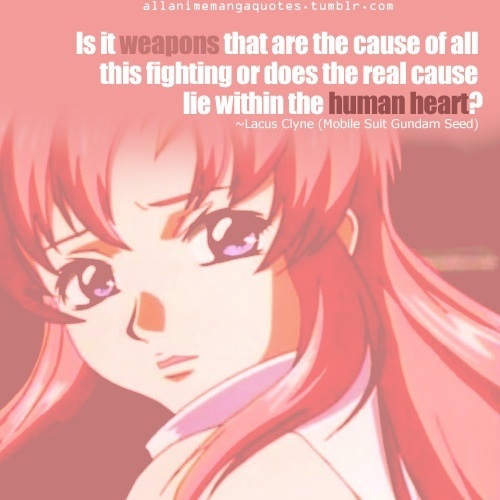 allanimemangaquotes.tumblr.com
Is it weapons that are the cause of all
this fighting or does the real cause
lie within the human heart?
~Lacus Clyne (Mobile Suit Gundam Seed)